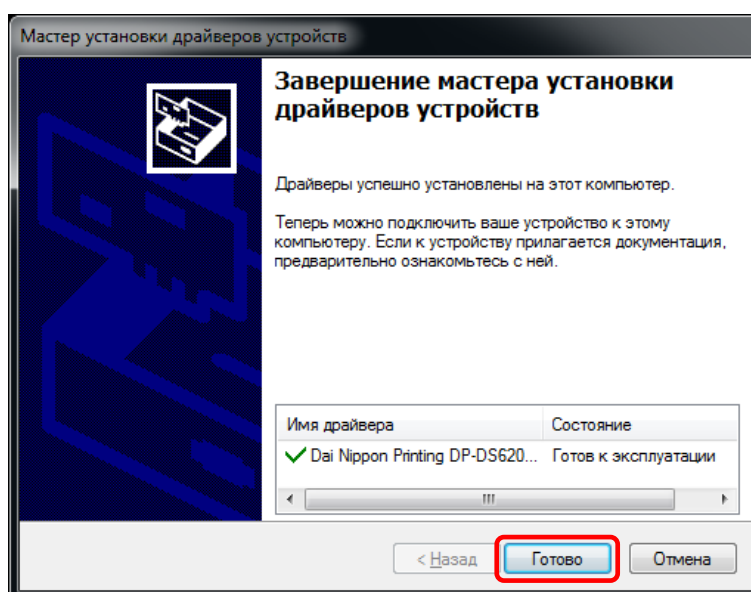 Мастер установки драйверов устройств
Завершение мастера установки
драйверов устройств
Драйверы успешно установлены на этот компьютер.
Теперь можно подключить ваше устройство к этому
компьютеру. Если к устройству прилагается документация,
предварительно ознакомьтесь с ней.
Имя драйвера Состояние
Dai Nippon Printing DP-DS620... Готов к эксплуатации
< Назад Готово Отмена